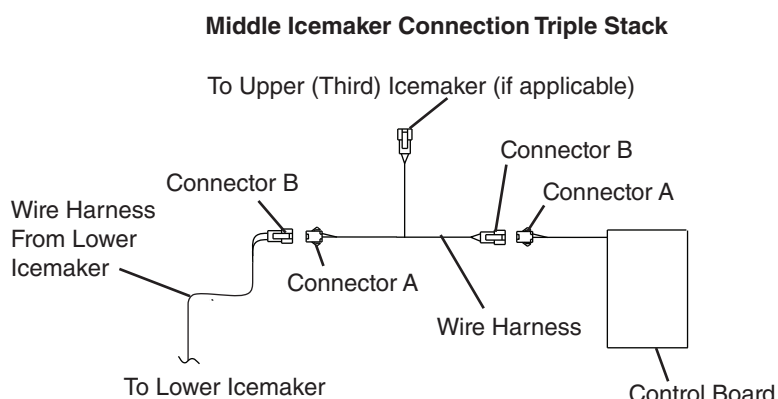 Middle Icemaker Connection Triple Stack
To Upper (Third) Icemaker (if applicable)
Connector B
Connector B
Connector A
Wire Harness
From Lower
Icemaker
Connector A
Wire Harness
To Lower Icemaker
Control Board